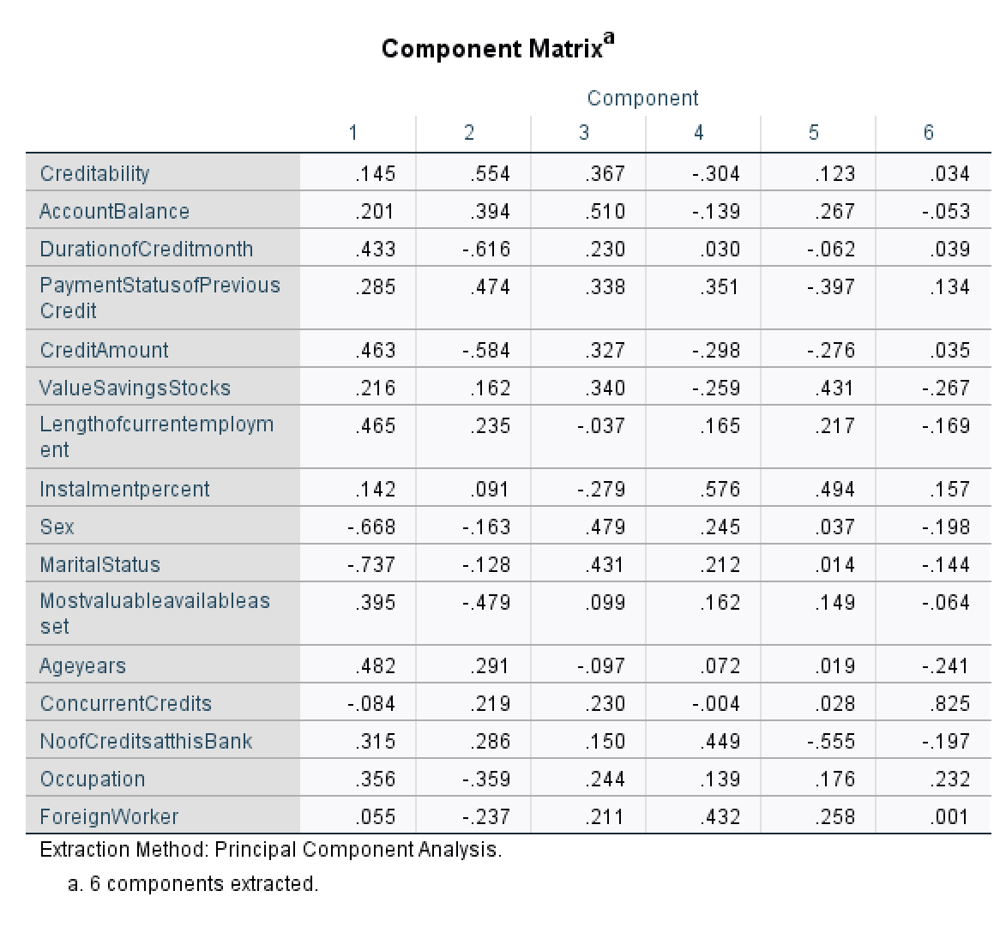 Component Matrixa
Component
1 2 3 4 5 6
Creditability .145 .554 .367 -.304 .123 .034
AccountBalance .201 .394 .510 -.139 .267 -.053
DurationofCreditmonth .433 -.616 .230 .030 -.062 .039
PaymentStatusofPrevious .285 .474 .338 .351 -.397 .134
Credit
CreditAmount .463 -.584 .327 -.298 -.276 .035
ValueSavingsStocks .216 .162 .340 -.259 .431 -.267
Lengthofcurrentemploym .465 .235 -.037 .165 .217 -.169
ent
Instalmentpercent .142 .091 -.279 .576 .494 .157
Sex -.668 -.163 .479 .245 .037 -.198
MaritalStatus -.737 -.128 .431 .212 .014 -.144
Mostvaluableavailableas .395 -.479 .099 .162 .149 -.064
set
Ageyears .482 .291 -.097 .072 .019 -.241
ConcurrentCredits -.084 .219 .230 -.004 .028 .825
NoofCreditsatthisBank .315 .286 .150 .449 -.555 -.197
Occupation .356 -.359 .244 .139 .176 .232
ForeignWorker .055 -.237 .211 .432 .258 .001
Extraction Method: Principal Component Analysis.
a. 6 components extracted.